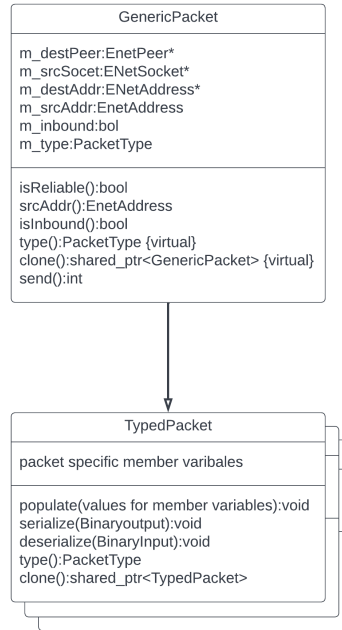 GenericPacket
m_destPeer:EnetPeer*
m_srcSocet:ENetSocket*
m_destAddr:ENetAddress*
m_srcAddr:EnetAddress
m_inbound:bol
m_type:PacketType
isReliable():bool
srcAddr():EnetAddress
isInbound():bool
type():PacketType {virtual}
clone():shared_ptr<GenericPacket> {virtual}
send():int
TypedPacket
packet specific member varibales
populate(values for member variables):void
serialize(Binaryoutput):void
deserialize(BinaryInput):void
type():PacketType
clone():shared_ptr<TypedPacket>